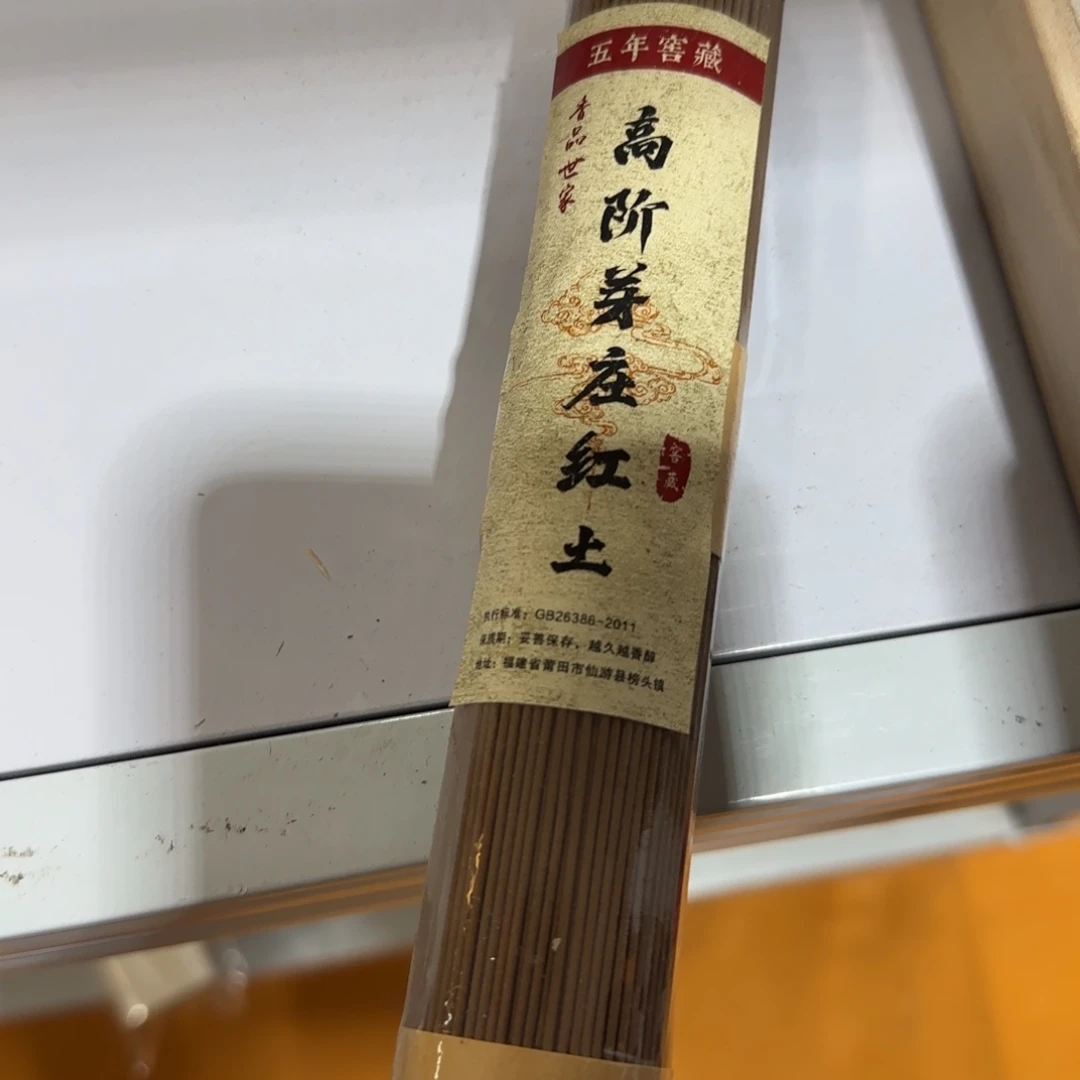 五年窖藏
香品世家
高阶芽庄红土
窖藏
执行标准：GB26386-2011
保质期：妥善保存，越久越香醇
地址：福建省莆田市仙游县榜头镇